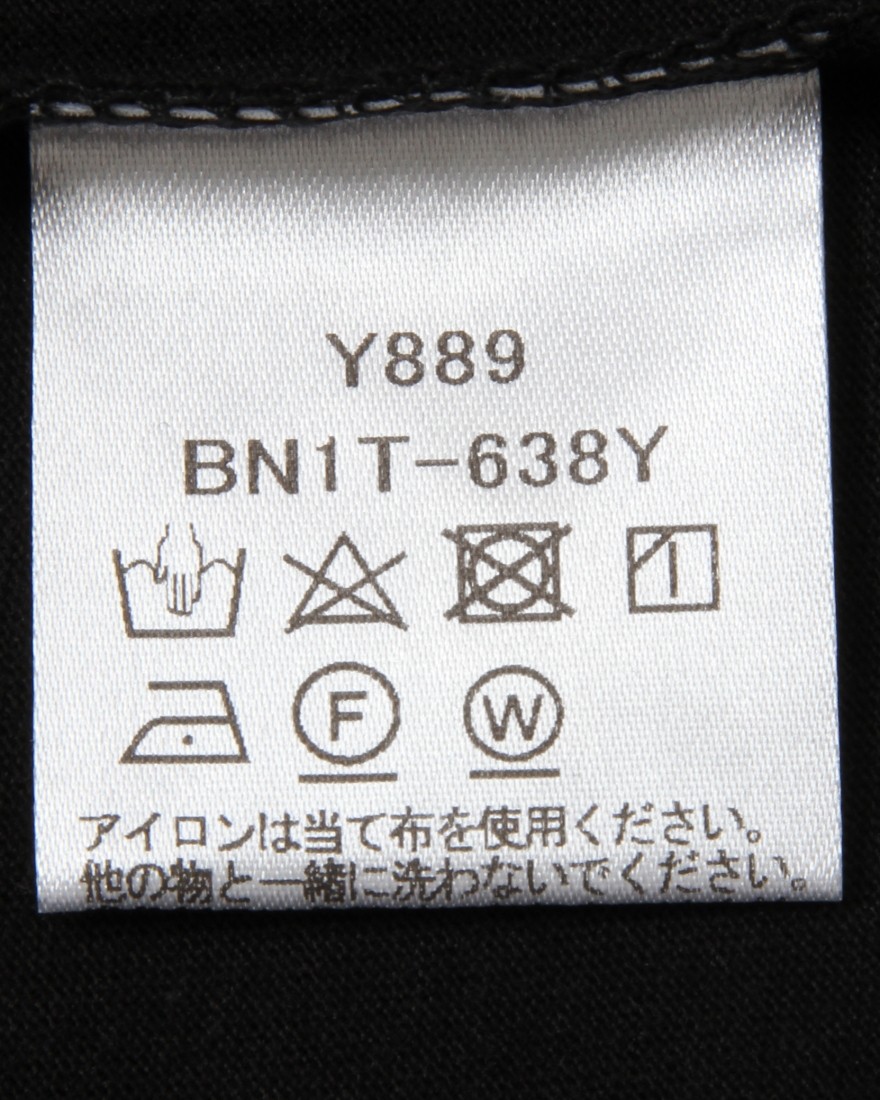 Y889
BN1T-638Y
F W
アイロンは当て布を使用ください。
他の物と一緒に洗わないでください。